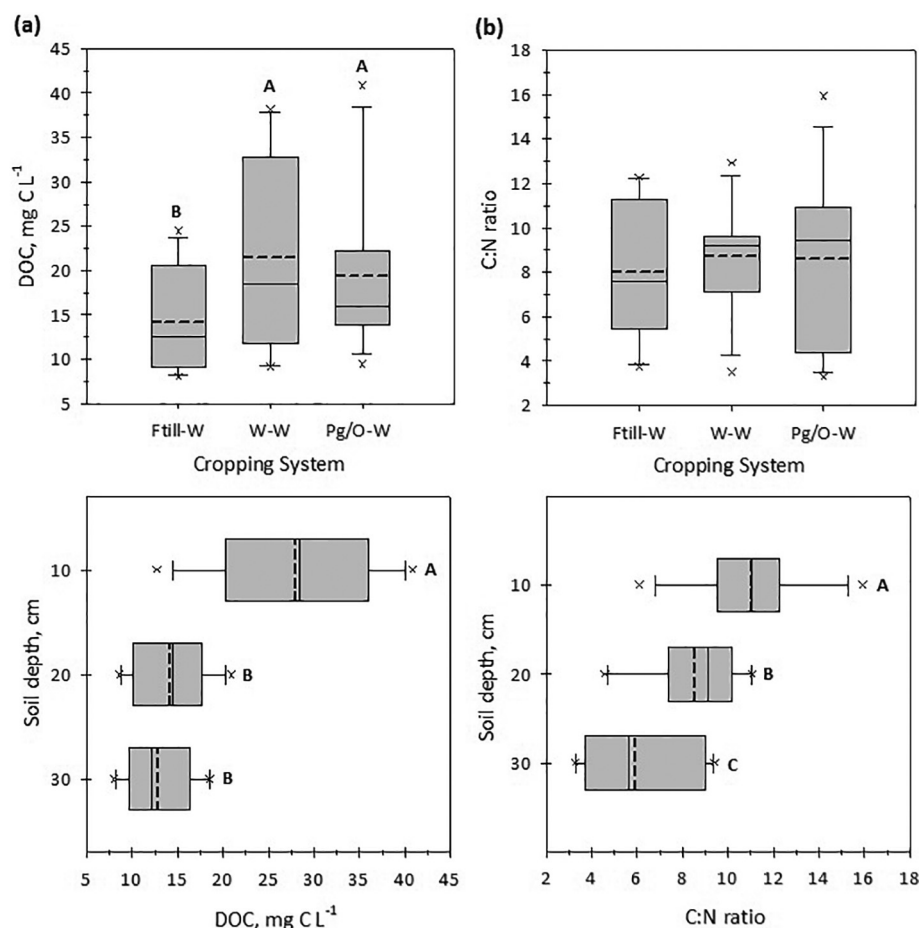 (a)
45
40
35
30
25
20
15
10
5
DOC, mg C L⁻¹
B
A
A
Ftill-W W-W Pg/O-W
Cropping System
(b)
18
16
14
12
10
8
6
4
2
C:N ratio
Ftill-W W-W Pg/O-W
Cropping System
Soil depth, cm
10
20
30
A
B
B
5 10 15 20 25 30 35 40 45
DOC, mg C L⁻¹
Soil depth, cm
10
20
30
A
B
C
2 4 6 8 10 12 14 16 18
C:N ratio